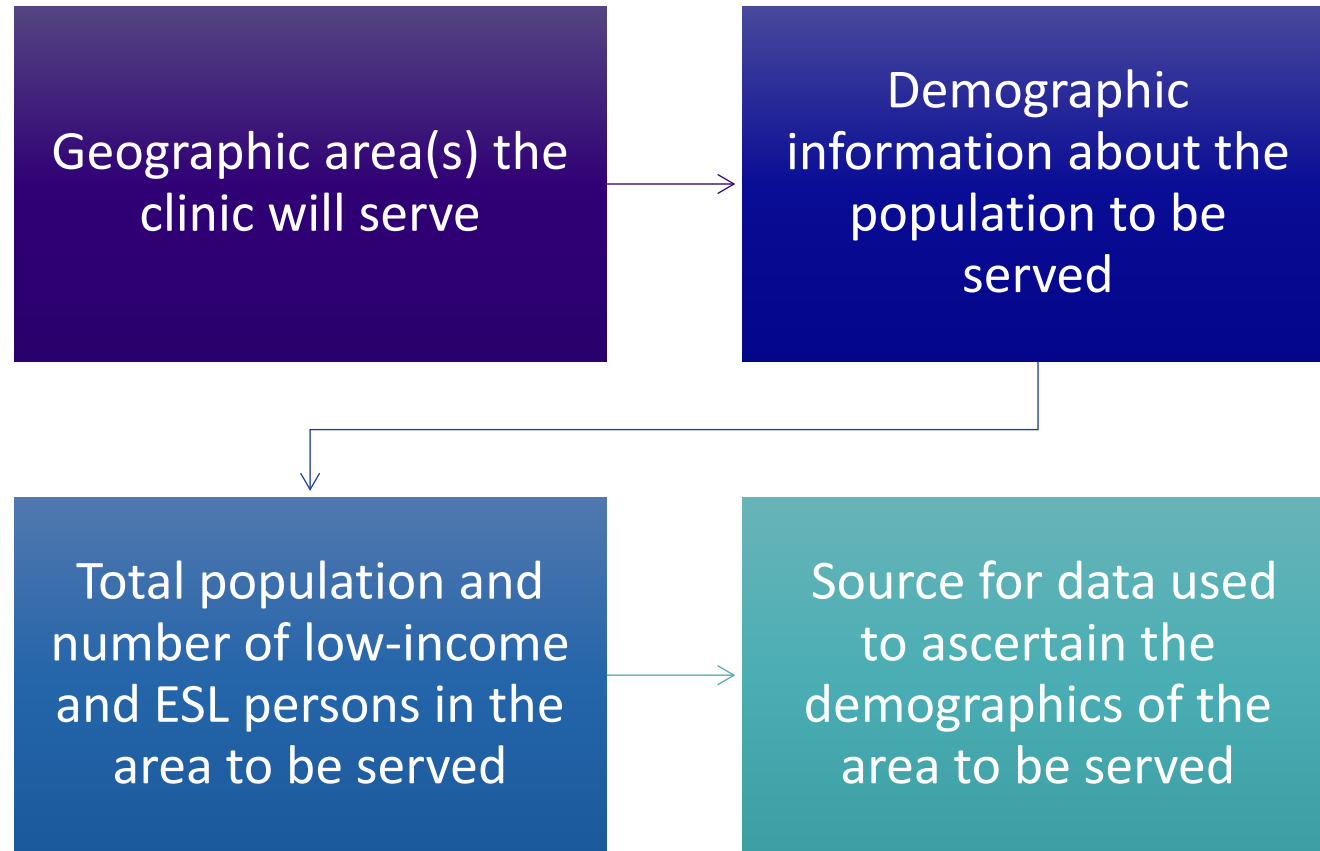 Geographic area(s) the
clinic will serve
Demographic
information about the
population to be
served
Total population and
number of low-income
and ESL persons in the
area to be served
Source for data used
to ascertain the
demographics of the
area to be served